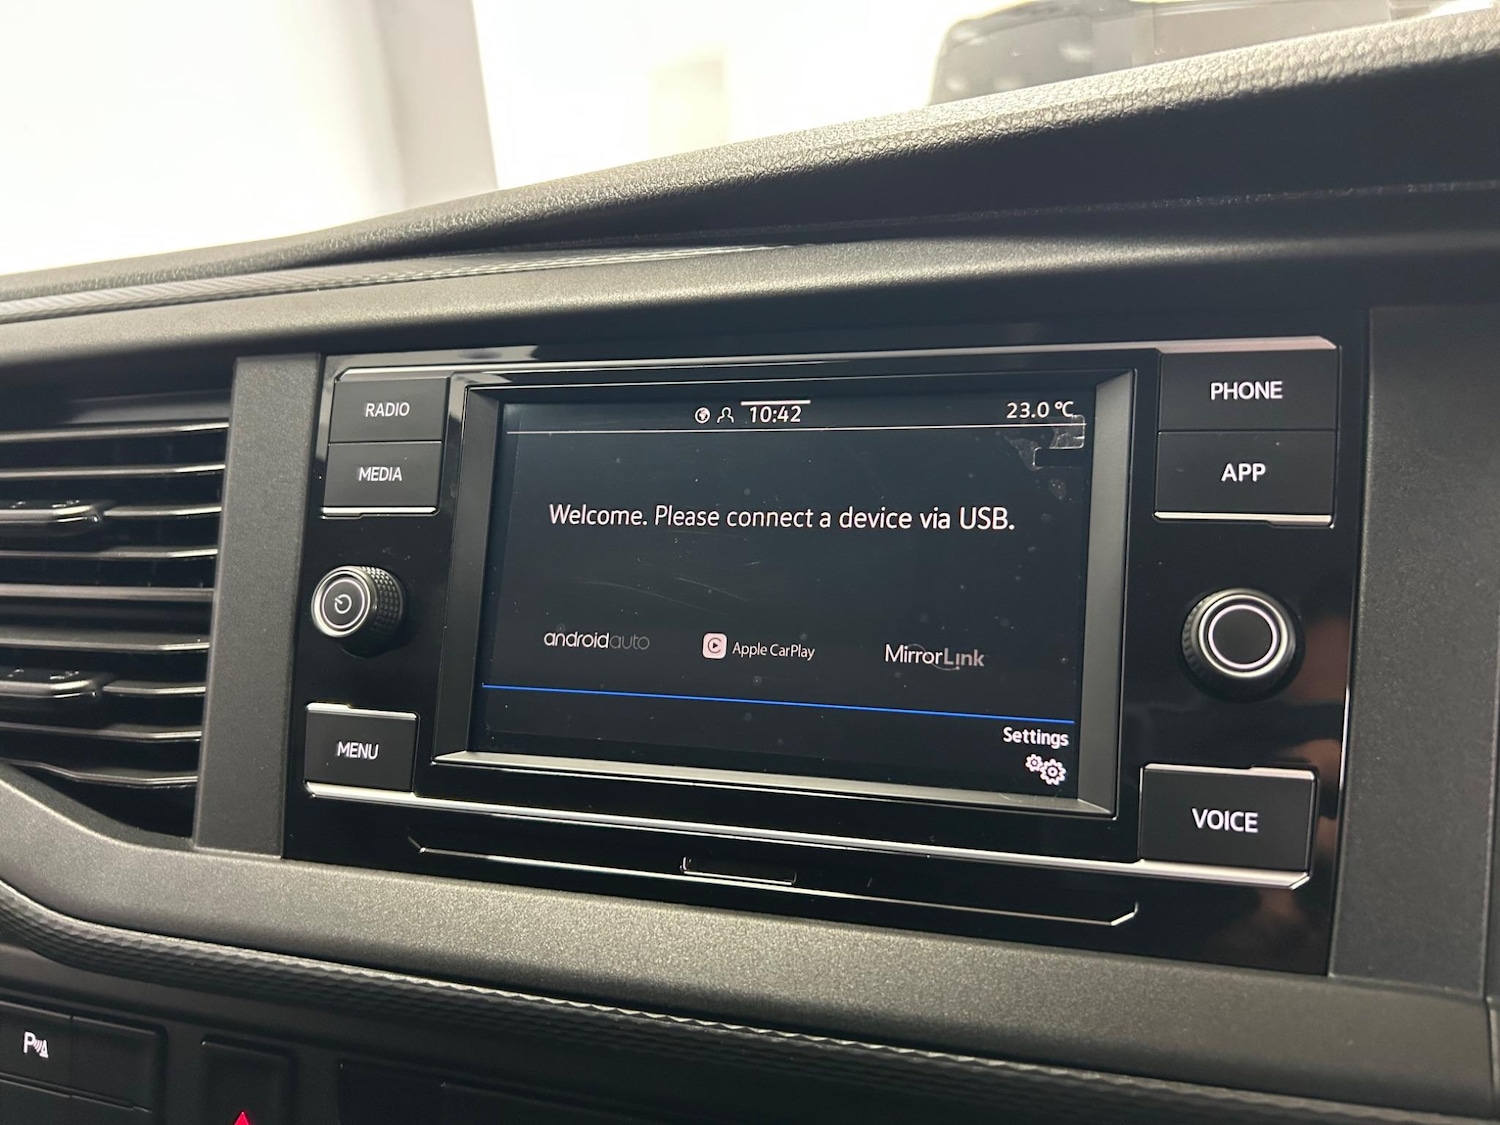 RADIO
MEDIA
MENU
10:42
23.0 °C
Welcome. Please connect a device via USB.
androidauto
Apple CarPlay
MirrorLink
Settings
PHONE
APP
VOICE
P